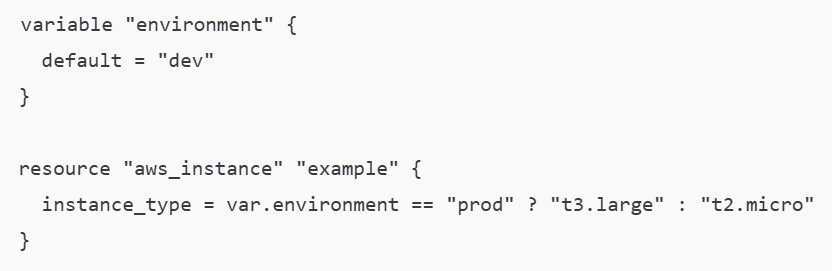 variable "environment" {
  default = "dev"
}

resource "aws_instance" "example" {
  instance_type = var.environment == "prod" ? "t3.large" : "t2.micro"
}